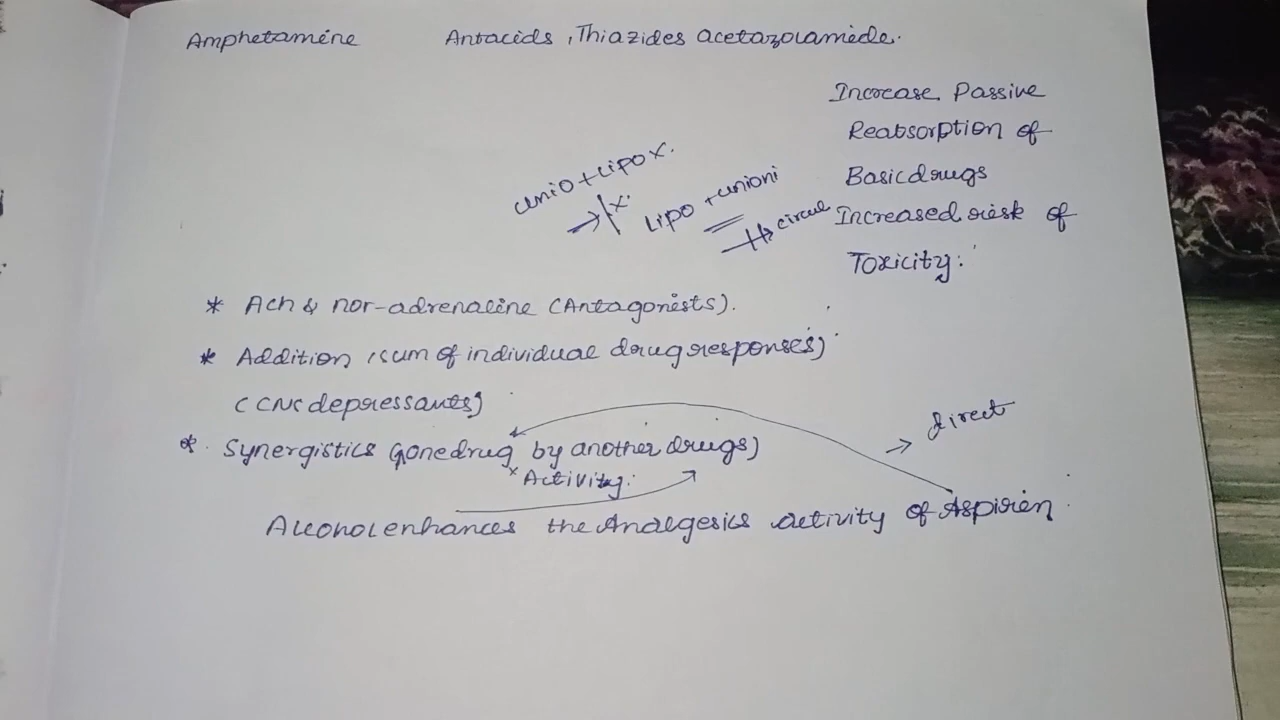 Amphetamine Antacids, Thiazides acetazolamide.
Increase Passive
Reabsorption of
Basic drugs
Increased risk of
Toxicity:
unio + Lipo x.
x.
Lipo + unioni
circul
* Ach & nor-adrenaline (Antagonists).
* Addition (sum of individual drug responses)
(CNS depressants)
* Synergistics (one drug by another drugs)
x Activity.
direct
Alcohol enhances the Analgesics activity of Aspirin.